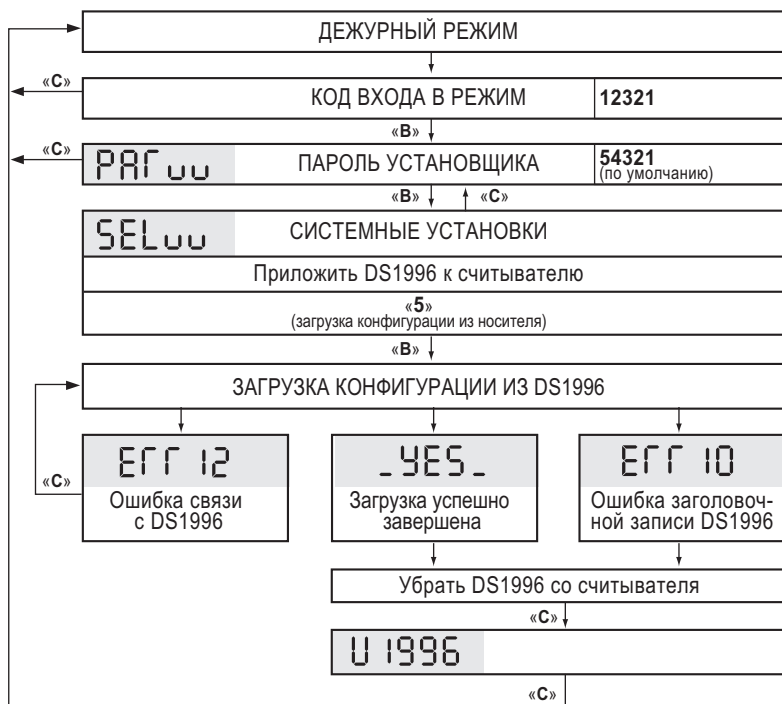 ДЕЖУРНЫЙ РЕЖИМ
«C»
КОД ВХОДА В РЕЖИМ 12321
«B»
«C»
PAГuu ПАРОЛЬ УСТАНОВЩИКА 54321
(по умолчанию)
«B» «C»
SELuu СИСТЕМНЫЕ УСТАНОВКИ
Приложить DS1996 к считывателю
«5»
(загрузка конфигурации из носителя)
«B»
ЗАГРУЗКА КОНФИГУРАЦИИ ИЗ DS1996
EГГ 12 _YES_ EГГ 10
«C»
Ошибка связи Загрузка успешно Ошибка заголовоч-
с DS1996 завершена ной записи DS1996
Убрать DS1996 со считывателя
«C»
U 1996
«C»